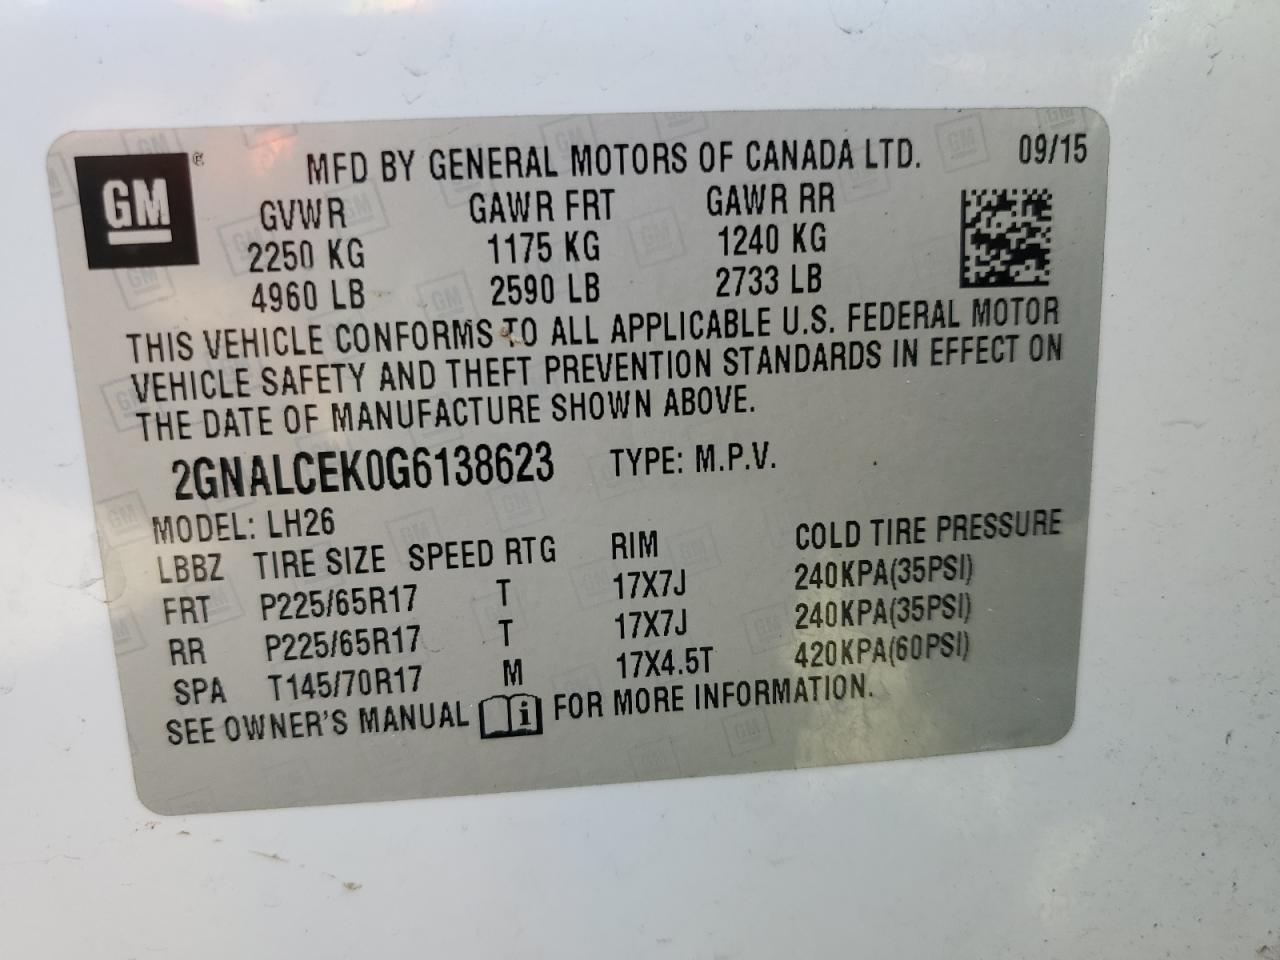 GM ®
MFD BY GENERAL MOTORS OF CANADA LTD. 09/15
GVWR GAWR FRT GAWR RR
2250 KG 1175 KG 1240 KG
4960 LB 2590 LB 2733 LB
THIS VEHICLE CONFORMS TO ALL APPLICABLE U.S. FEDERAL MOTOR
VEHICLE SAFETY AND THEFT PREVENTION STANDARDS IN EFFECT ON
THE DATE OF MANUFACTURE SHOWN ABOVE.
2GNALCEK0G6138623 TYPE: M.P.V.
MODEL: LH26
LBBZ TIRE SIZE SPEED RTG RIM COLD TIRE PRESSURE
FRT P225/65R17 T 17X7J 240KPA(35PSI)
RR P225/65R17 T 17X7J 240KPA(35PSI)
SPA T145/70R17 M 17X4.5T 420KPA(60PSI)
SEE OWNER'S MANUAL i FOR MORE INFORMATION.